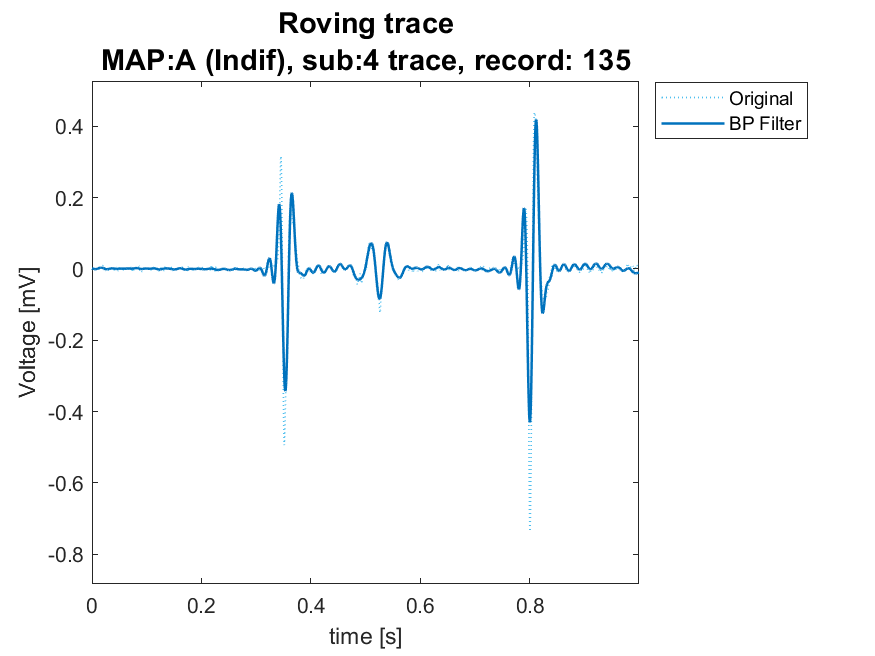 Roving trace
MAP:A (Indif), sub:4 trace, record: 135
Original
BP Filter
0.4
0.2
0
-0.2
-0.4
-0.6
-0.8
Voltage [mV]
0 0.2 0.4 0.6 0.8
time [s]